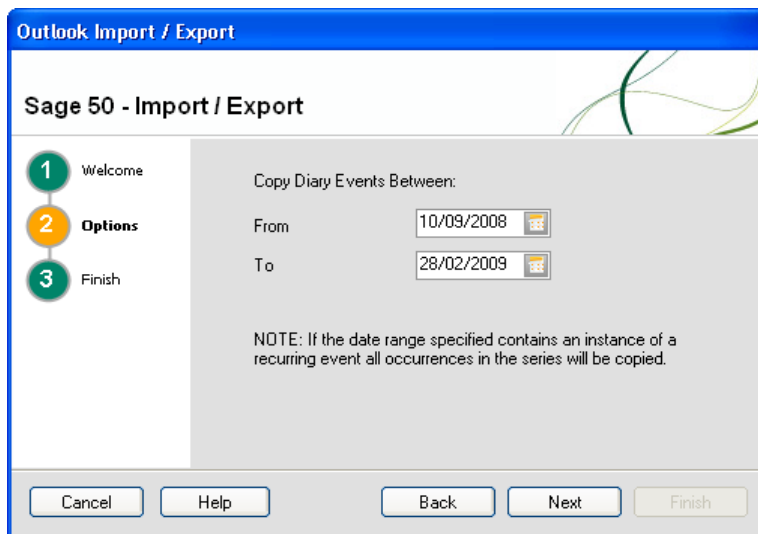 Outlook Import / Export
Sage 50 - Import / Export
1 Welcome
2 Options
3 Finish
Copy Diary Events Between:
From 10/09/2008
To 28/02/2009
NOTE: If the date range specified contains an instance of a
recurring event all occurrences in the series will be copied.
Cancel Help Back Next Finish